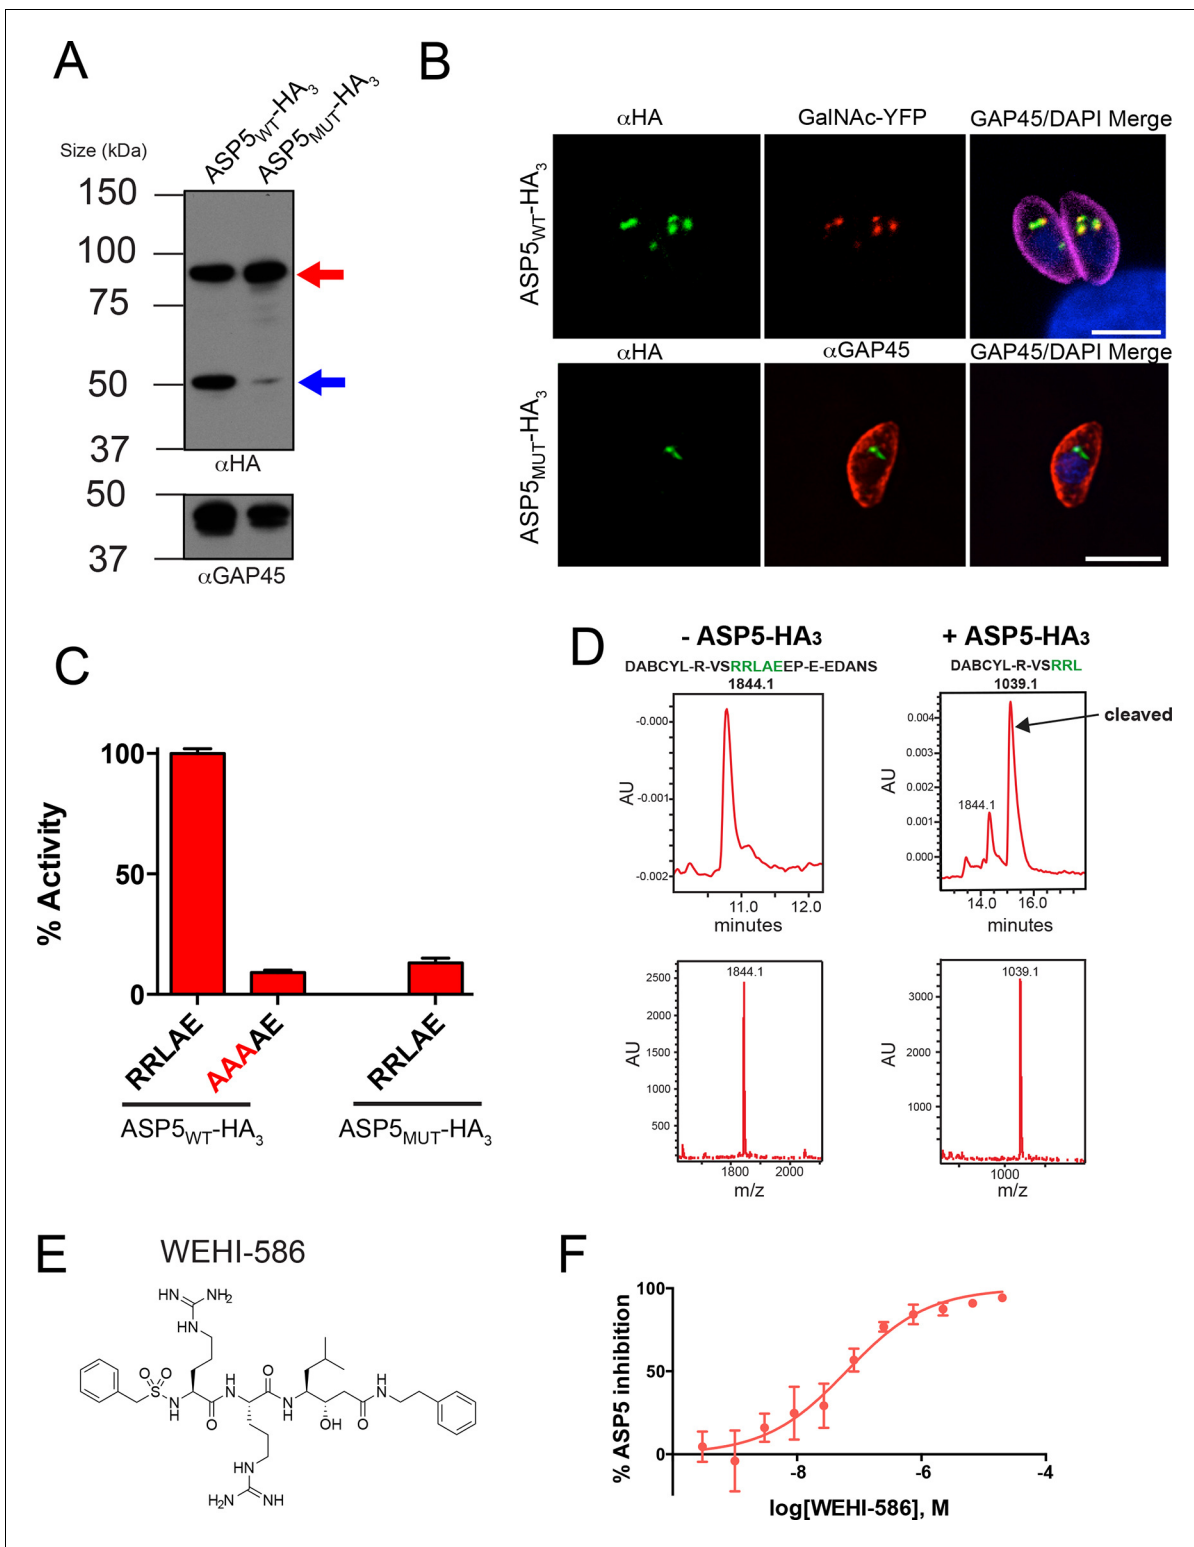 A
ASP5WT-HA3
ASP5MUT-HA3
Size (kDa)
150
100
75
50
37
αHA
50
37
αGAP45
B
αHA
GalNAc-YFP
GAP45/DAPI Merge
ASP5WT-HA3
αHA
αGAP45
GAP45/DAPI Merge
ASP5MUT-HA3
C
% Activity
100
50
0
RRLAE
AAAAE
RRLAE
ASP5WT-HA3
ASP5MUT-HA3
D
- ASP5-HA3
DABCYL-R-VSRRLAEEP-E-EDANS
1844.1
-0.000
-0.001
-0.002
AU
11.0 12.0
minutes
+ ASP5-HA3
DABCYL-R-VSRRL
1039.1
cleaved
1844.1
0.004
0.003
0.002
0.001
0.000
AU
14.0 16.0
minutes
1844.1
2500
2000
1500
1000
500
AU
1800 2000
m/z
1039.1
3000
2000
1000
AU
1000
m/z
E
WEHI-586
HN NH2
HN
O O
S
N
H
O
H
N
O
N
H
OH
O
H
N
HN
H2N NH
F
% ASP5 inhibition
100
50
0
-8 -6 -4
log[WEHI-586], M